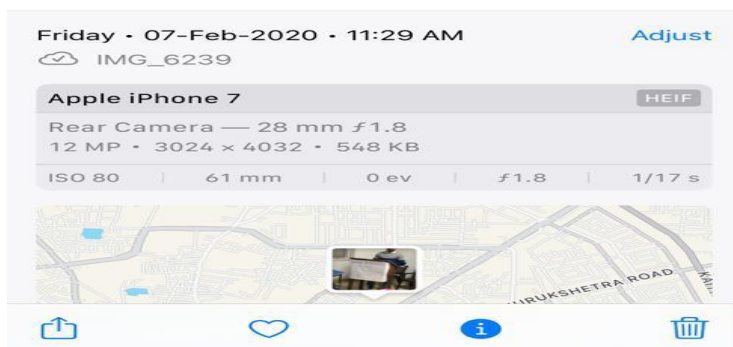 Friday • 07-Feb-2020 • 11:29 AM
Adjust
IMG_6239
Apple iPhone 7
HEIF
Rear Camera — 28 mm ƒ1.8
12 MP • 3024 × 4032 • 548 KB
ISO 80 | 61 mm | 0 ev | ƒ1.8 | 1/17 s
URUKSHETRA ROAD